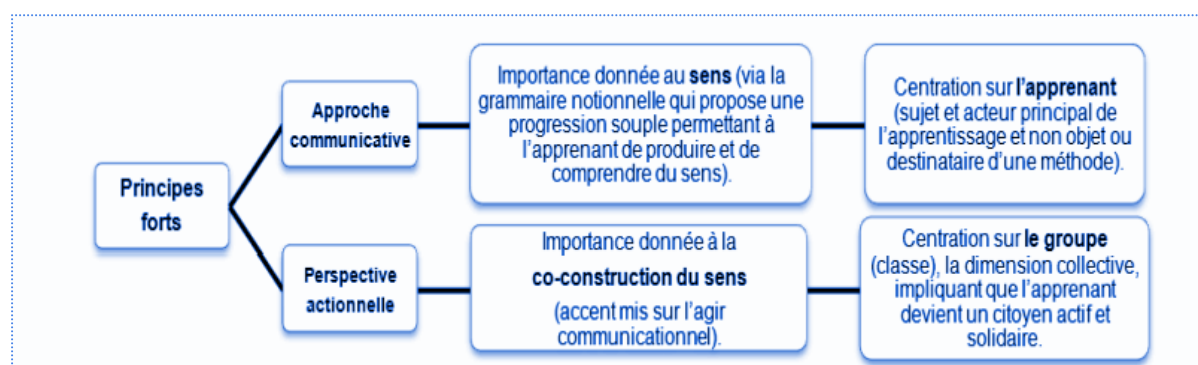 Principes
forts
Approche
communicative
Importance donnée au sens (via la
grammaire notionnelle qui propose une
progression souple permettant à
l’apprenant de produire et de
comprendre du sens).
Centration sur l’apprenant
(sujet et acteur principal de
l’apprentissage et non objet ou
destinataire d’une méthode).
Perspective
actionnelle
Importance donnée à la
co-construction du sens
(accent mis sur l’agir
communicationnel).
Centration sur le groupe
(classe), la dimension collective,
impliquant que l’apprenant
devient un citoyen actif et
solidaire.